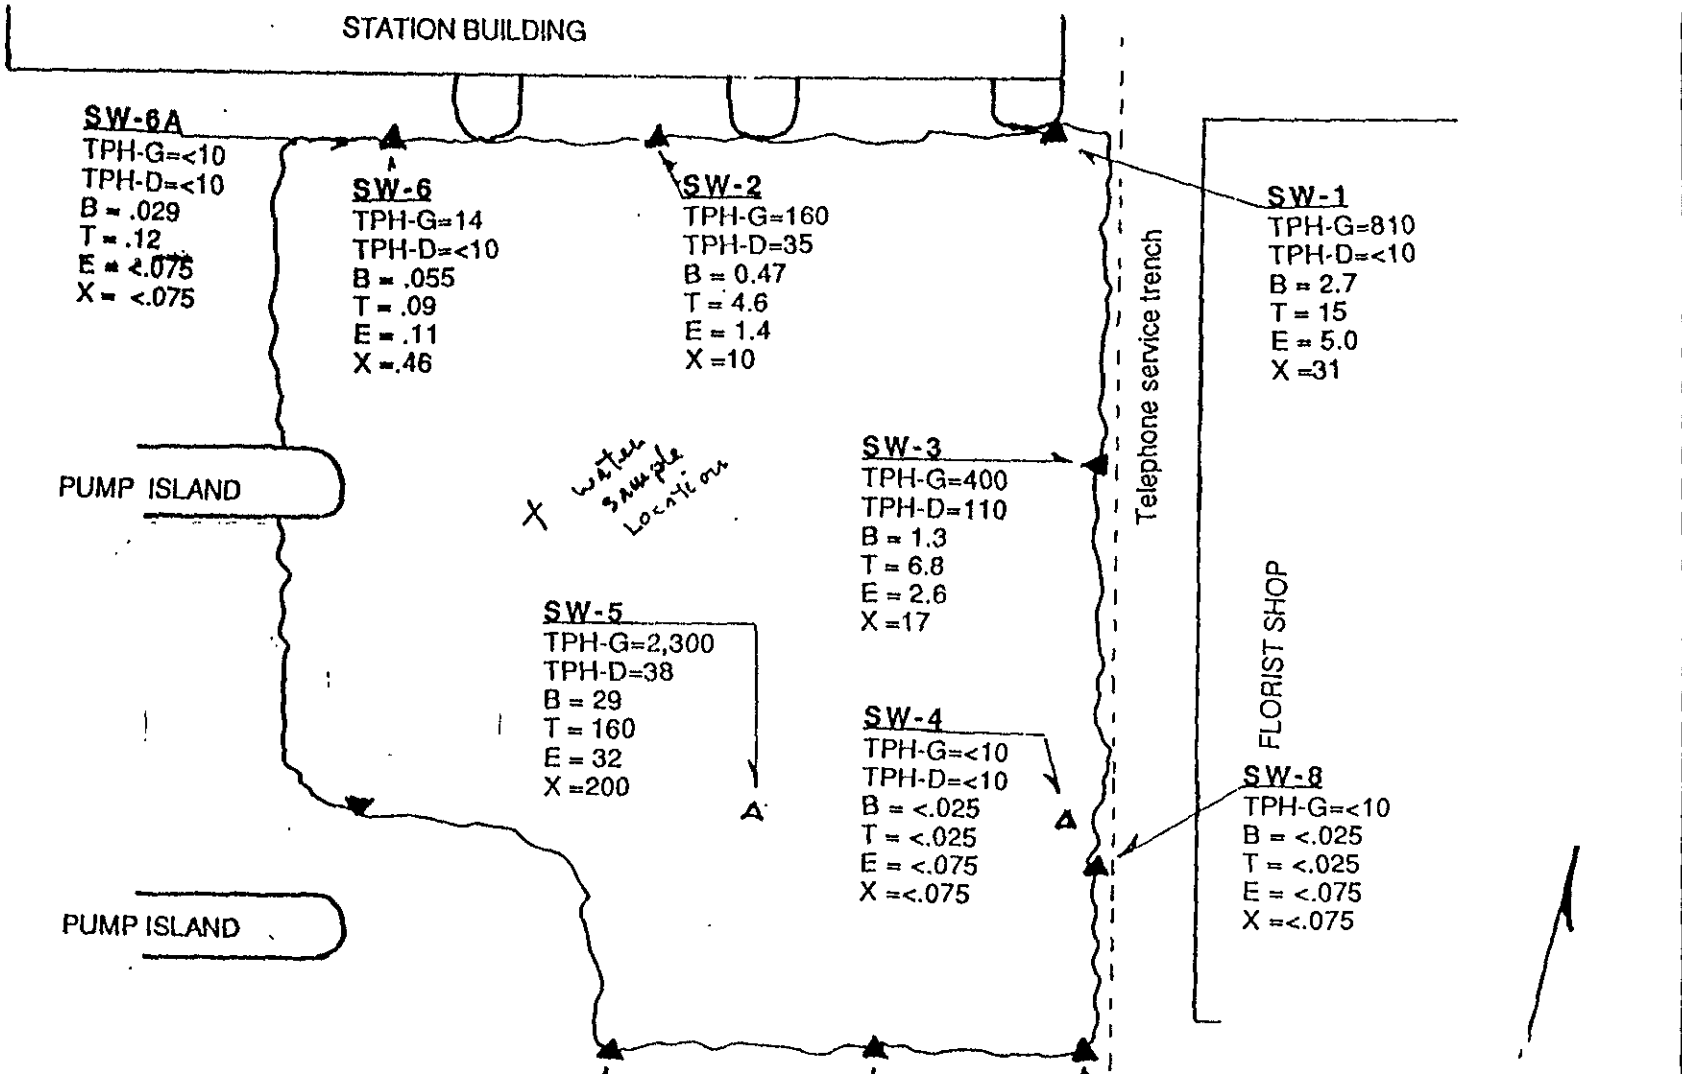 STATION BUILDING
SW-6A
TPH-G=<10
TPH-D=<10
B = .029
T = .12
E = <.075
X = <.075
SW-6
TPH-G=14
TPH-D=<10
B = .055
T = .09
E = .11
X =.46
SW-2
TPH-G=160
TPH-D=35
B = 0.47
T = 4.6
E = 1.4
X =10
SW-1
TPH-G=810
TPH-D=<10
B = 2.7
T = 15
E = 5.0
X =31
Telephone service trench
PUMP ISLAND
X water
sample
Location
SW-3
TPH-G=400
TPH-D=110
B = 1.3
T = 6.8
E = 2.6
X =17
SW-5
TPH-G=2,300
TPH-D=38
B = 29
T = 160
E = 32
X =200
SW-4
TPH-G=<10
TPH-D=<10
B = <.025
T = <.025
E = <.075
X =<.075
FLORIST SHOP
SW-8
TPH-G=<10
B = <.025
T = <.025
E = <.075
X =<.075
PUMP ISLAND